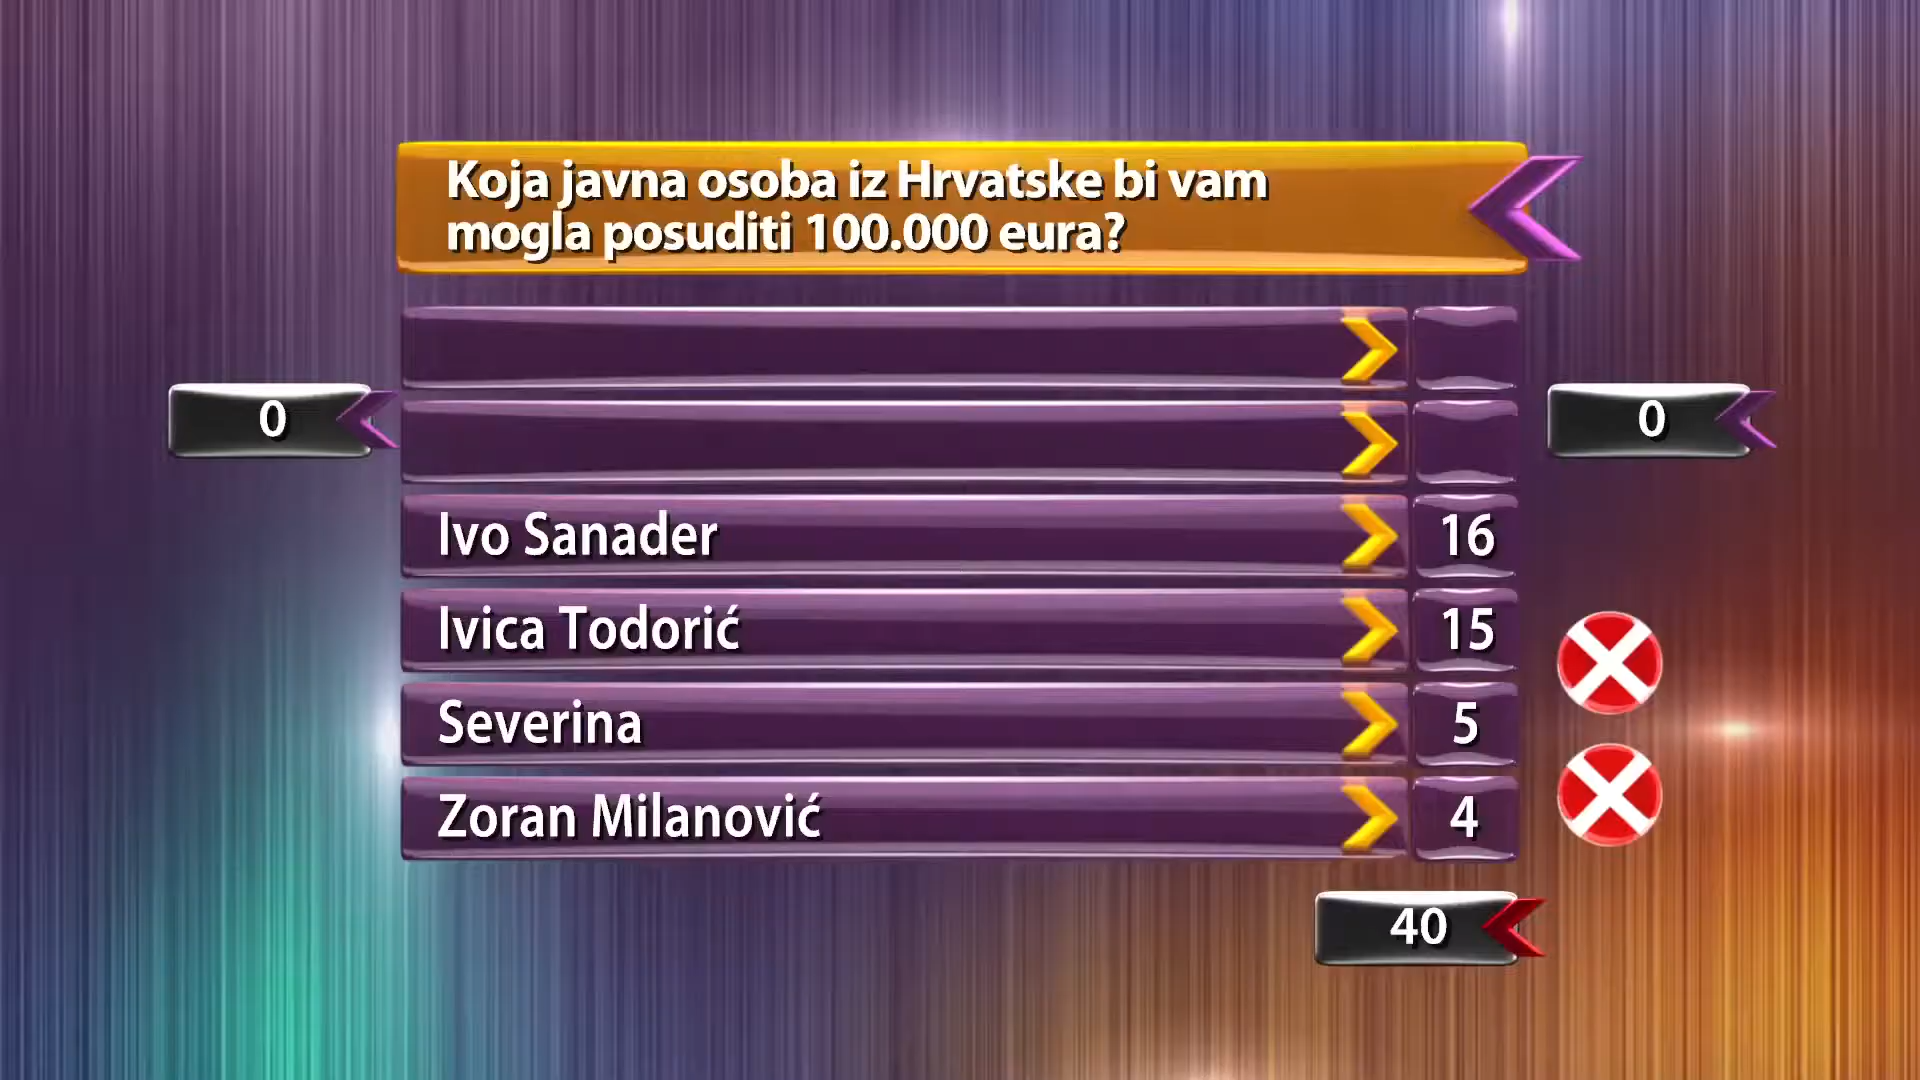 Koja javna osoba iz Hrvatske bi vam
mogla posuditi 100.000 eura?
0
0
Ivo Sanader 16
Ivica Todorić 15
Severina 5
Zoran Milanović 4
40